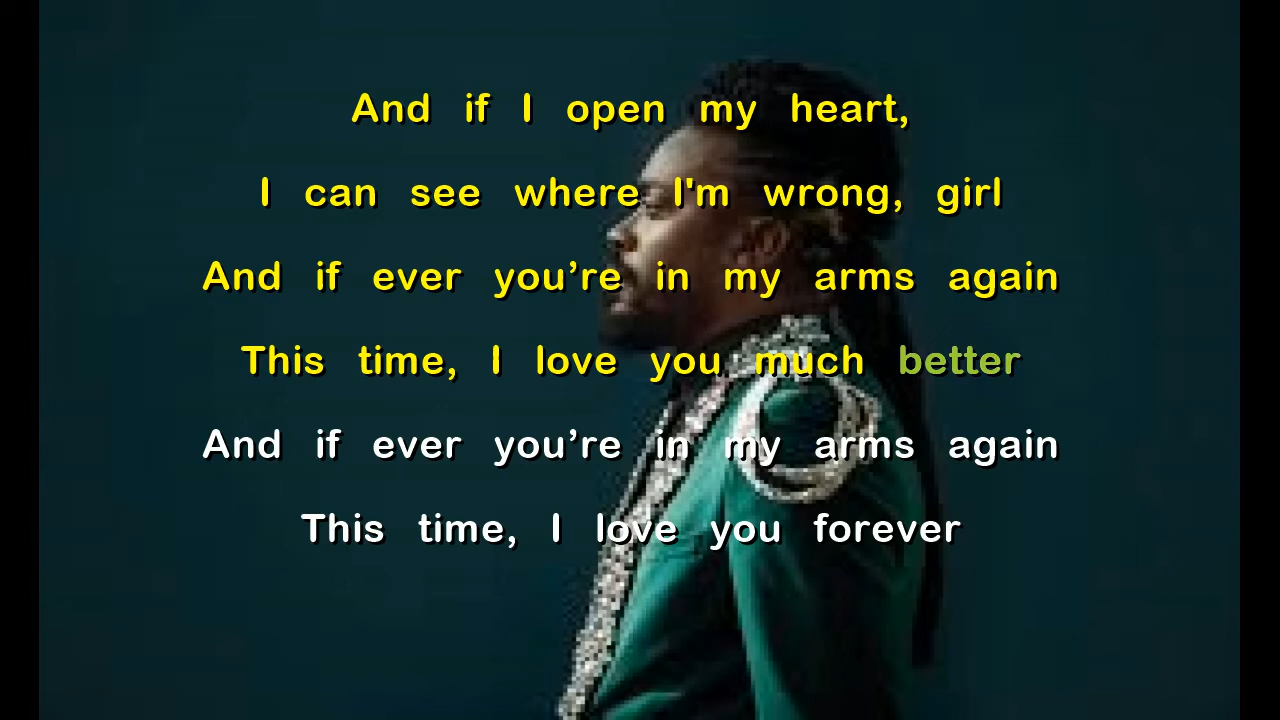 And if I open my heart,
I can see where I'm wrong, girl
And if ever you’re in my arms again
This time, I love you much better
And if ever you’re in my arms again
This time, I love you forever